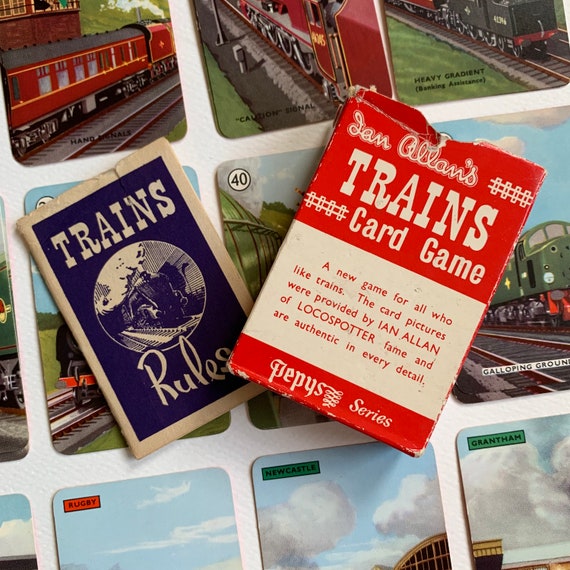 HAND SIGNALS
"CAUTION" SIGNAL
HEAVY GRADIENT
(Banking Assistance)
40
TRAINS
Rules
Ian Allan's
TRAINS
Card Game
A new game for all who
like trains. The card pictures
were provided by IAN ALLAN
of LOCOSPOTTER fame and
are authentic in every detail.
Pepys Series
GALLOPING GROUND
RUGBY
NEWCASTLE
GRANTHAM